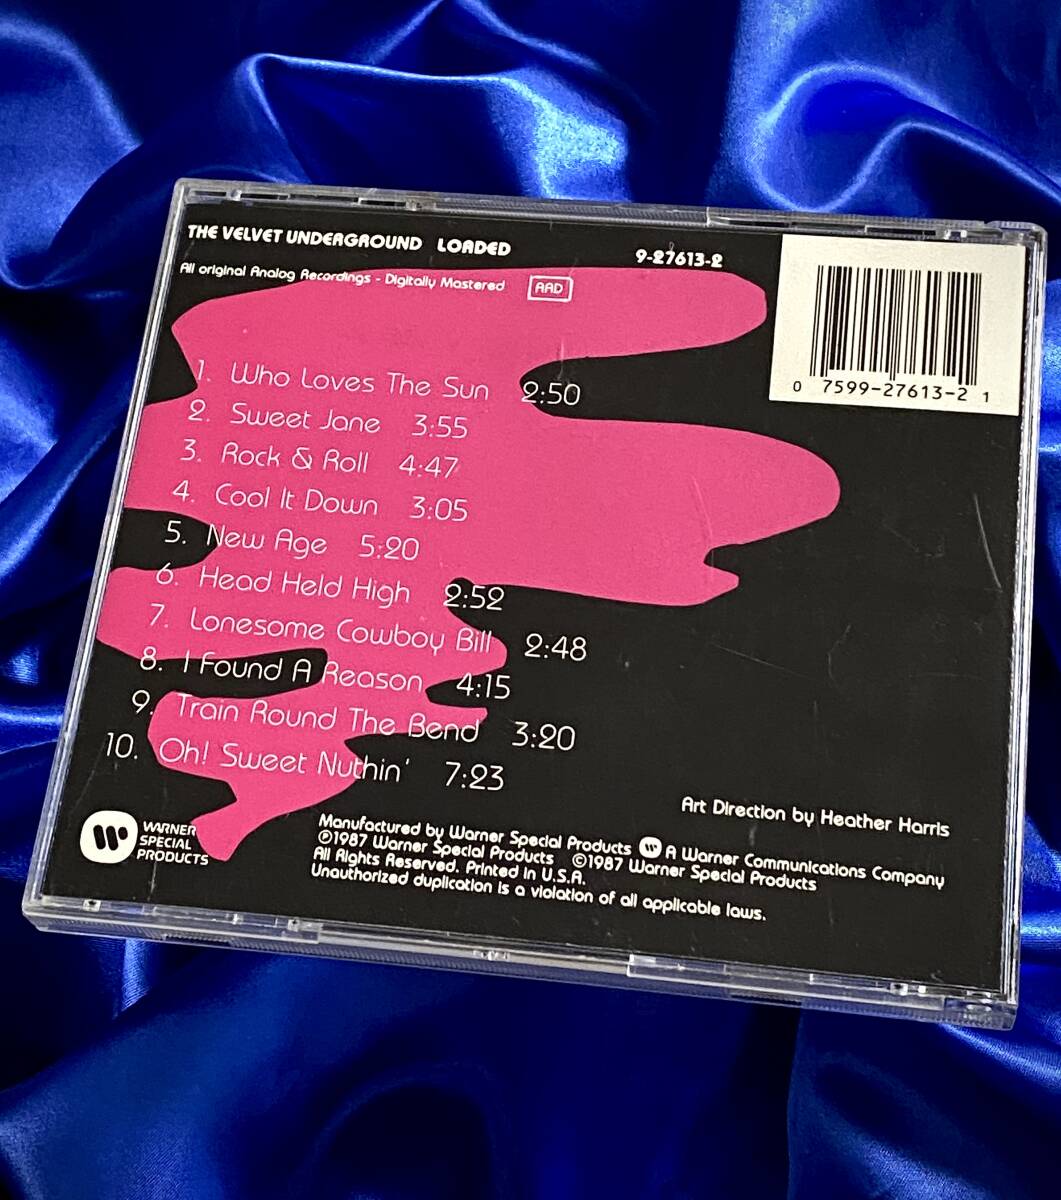 THE VELVET UNDERGROUND LOADED 9-27613-2
All original Analog Recordings - Digitally Mastered AAD
0 7599-27613-2 1
1. Who Loves The Sun 2:50
2. Sweet Jane 3:55
3. Rock & Roll 4:47
4. Cool It Down 3:05
5. New Age 5:20
6. Head Held High 2:52
7. Lonesome Cowboy Bill 2:48
8. I Found A Reason 4:15
9. Train Round The Bend 3:20
10. Oh! Sweet Nuthin' 7:23
Art Direction by Heather Harris
WARNER
SPECIAL
PRODUCTS
Manufactured by Warner Special Products A Warner Communications Company
℗1987 Warner Special Products ©1987 Warner Special Products
All Rights Reserved. Printed in U.S.A.
Unauthorized duplication is a violation of all applicable laws.